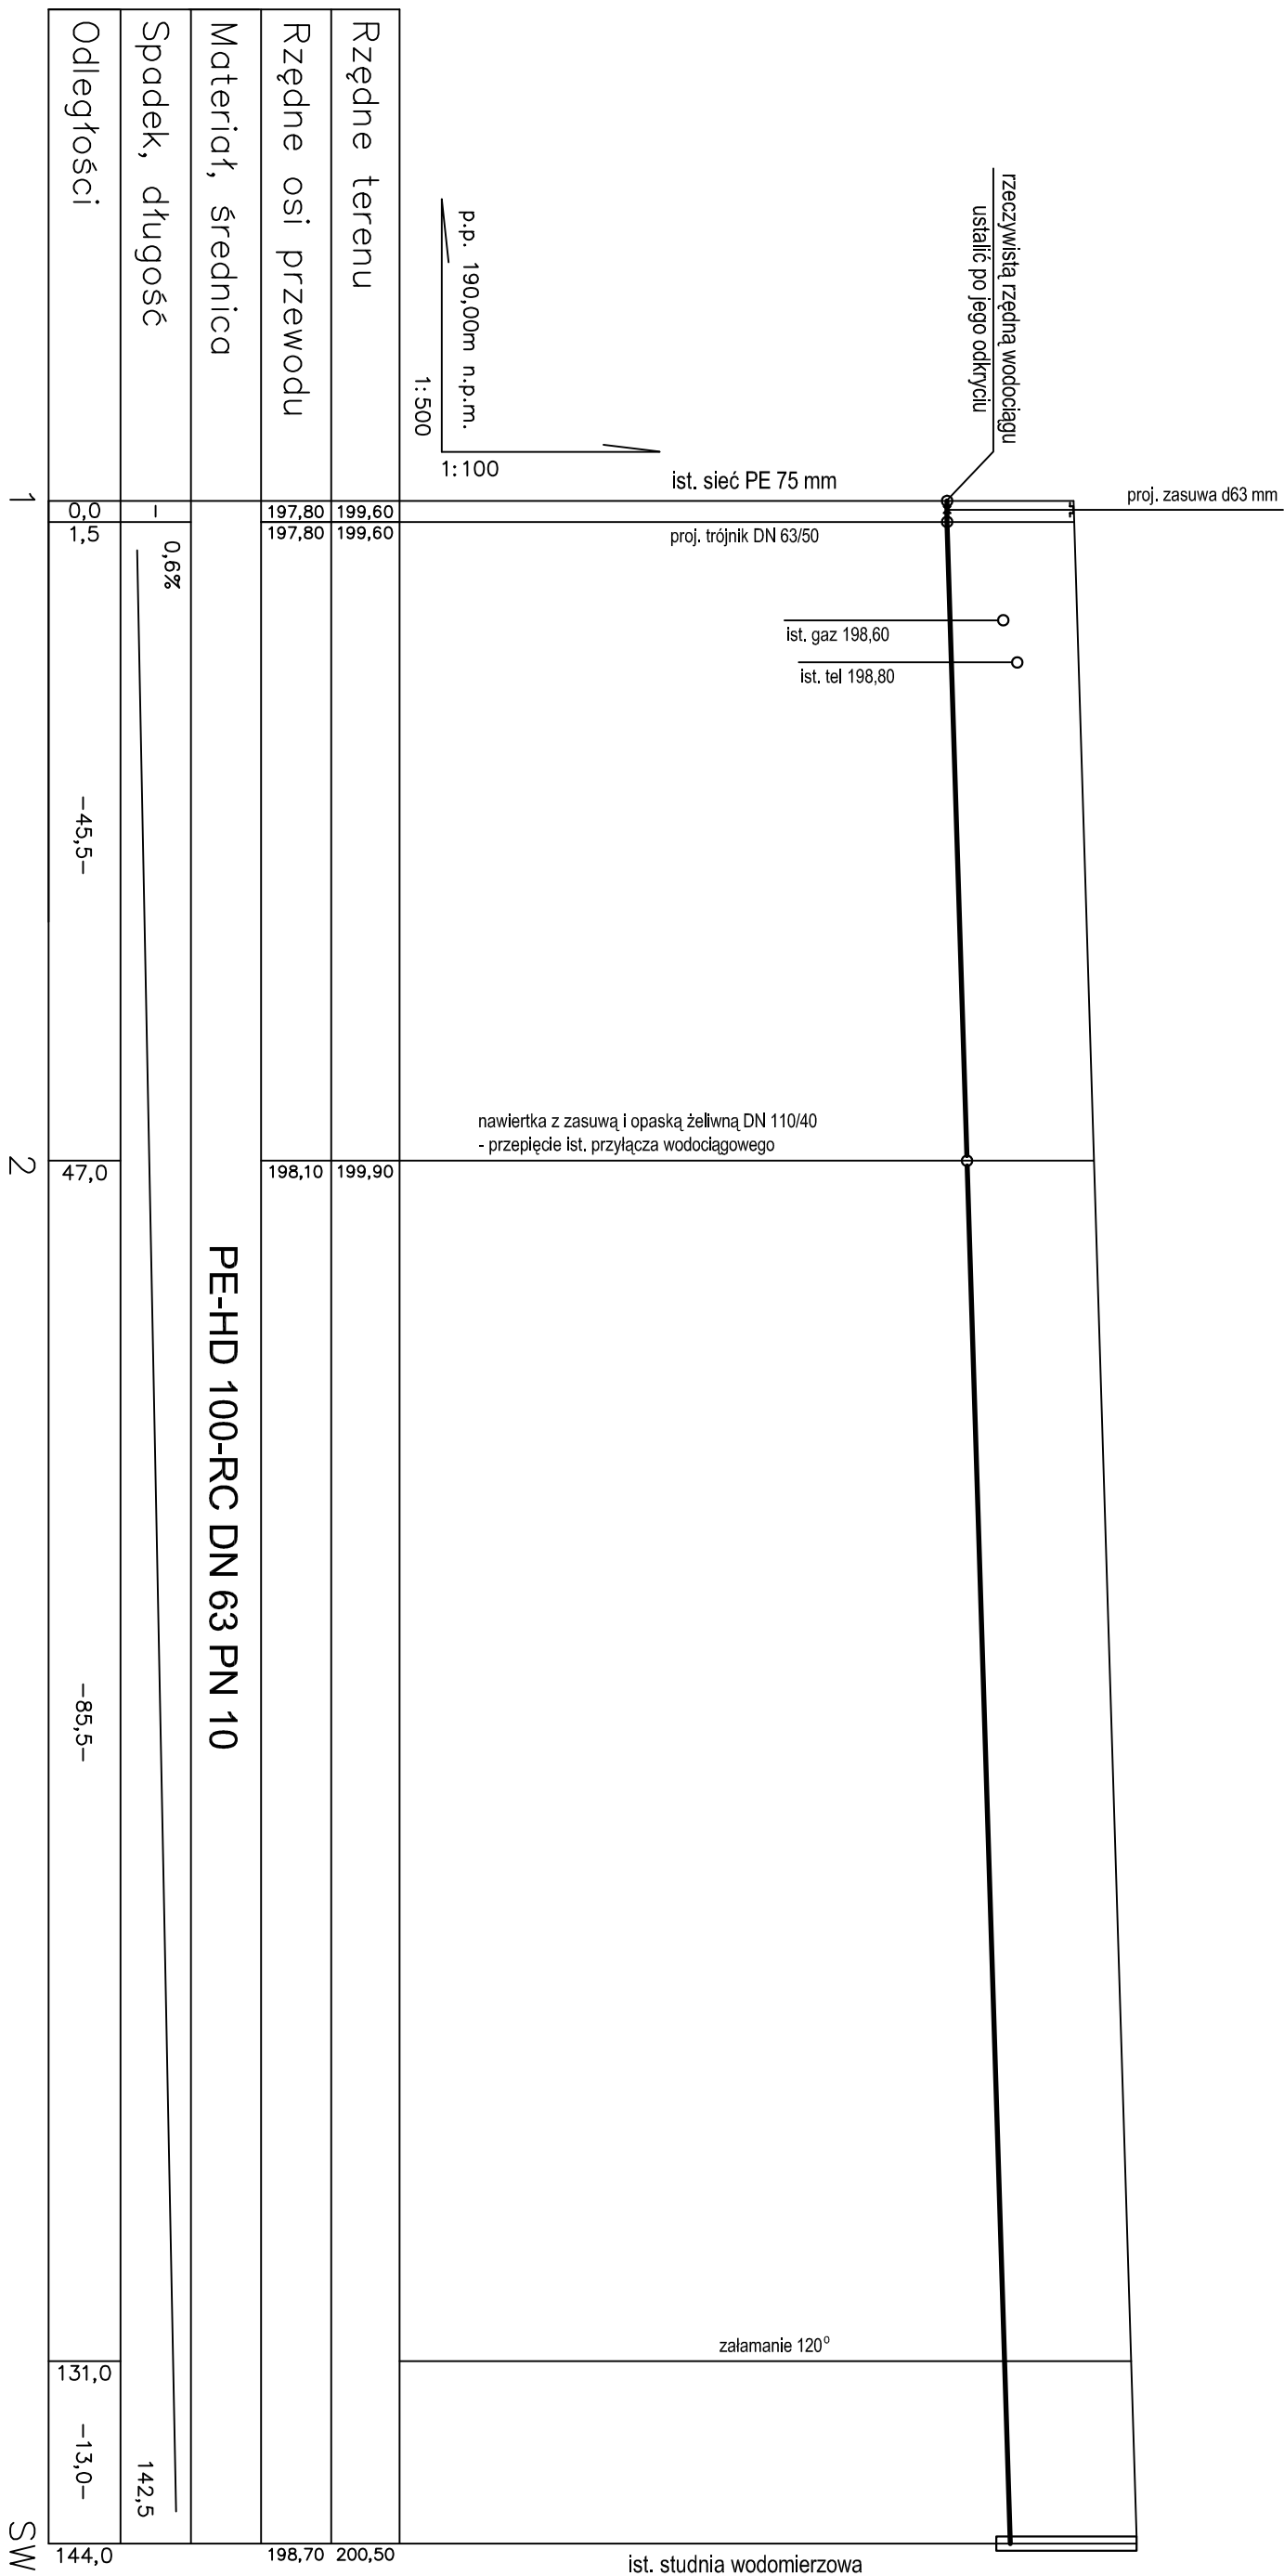 rzeczywistą rzędną wodociągu
ustalić po jego odkryciu
proj. zasuwa d63 mm
ist. sieć PE 75 mm
proj. trójnik DN 63/50
ist. gaz 198,60
ist. tel 198,80
nawiertka z zasuwą i opaską żeliwną DN 110/40
- przepięcie ist. przyłącza wodociągowego
załamanie 120°
ist. studnia wodomierzowa
p.p. 190,00m n.p.m.
1:500
1:100
Rzędne terenu
199,60
199,60
199,90
200,50
Rzędne osi przewodu
197,80
197,80
198,10
198,70
Materiał, średnica
PE-HD 100-RC DN 63 PN 10
Spadek, długość
-
0,6%
142,5
Odległości
0,0
1,5
-45,5-
47,0
-85,5-
131,0
-13,0-
144,0
1
2
SW